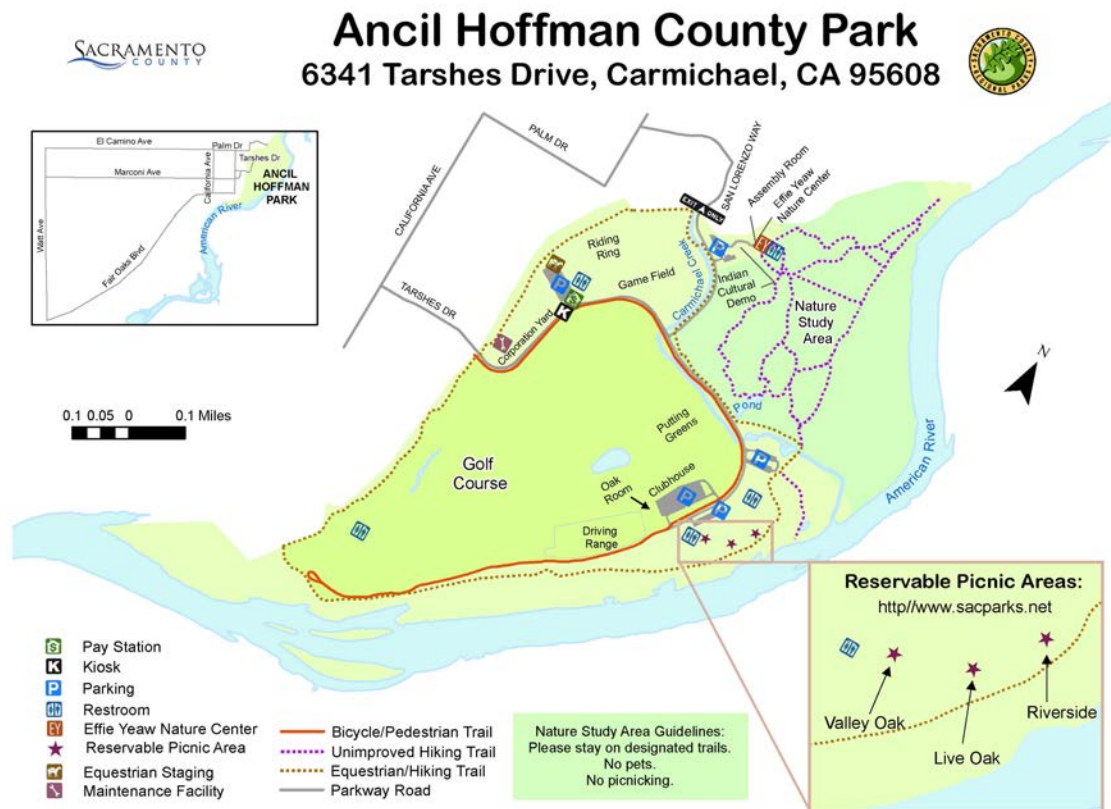 Ancil Hoffman County Park
6341 Tarshes Drive, Carmichael, CA 95608
SACRAMENTO
COUNTY
SACRAMENTO COUNTY
REGIONAL PARKS
El Camino Ave
Palm Dr
Tarshes Dr
Marconi Ave
California Ave
ANCIL
HOFFMAN
PARK
American River
Watt Ave
Fair Oaks Blvd
PALM DR
CALIFORNIA AVE
SAN LORENZO WAY
TARSHES DR
EXIT ONLY
Assembly Room
Effie Yeaw
Nature Center
P
EY
Riding
Ring
P
$
K
Game Field
Carmichael Creek
Indian
Cultural
Demo
Nature
Study
Area
Corporation Yard
N
0.1 0.05 0 0.1 Miles
Pond
Putting
Greens
American River
Golf
Course
Oak
Room
Clubhouse
P
P
P
Driving
Range
Reservable Picnic Areas:
http//www.sacparks.net
Valley Oak
Live Oak
Riverside
$ Pay Station
K Kiosk
P Parking
Restroom
EY Effie Yeaw Nature Center
Reservable Picnic Area
Equestrian Staging
Maintenance Facility
Bicycle/Pedestrian Trail
Unimproved Hiking Trail
Equestrian/Hiking Trail
Parkway Road
Nature Study Area Guidelines:
Please stay on designated trails.
No pets.
No picnicking.